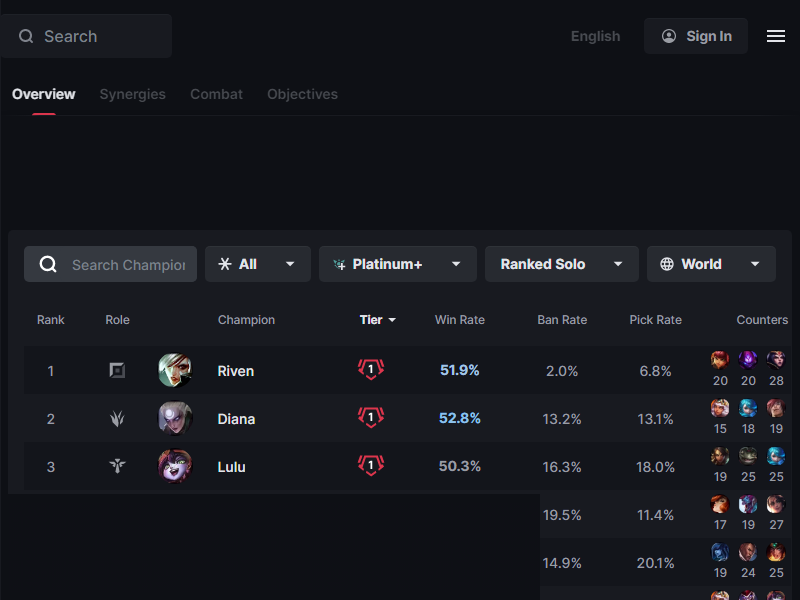 Search
English
Sign In
Overview Synergies Combat Objectives
Search Champion All Platinum+ Ranked Solo World
Rank Role Champion Tier Win Rate Ban Rate Pick Rate Counters
1 Riven 1 51.9% 2.0% 6.8% 20 20 28
2 Diana 1 52.8% 13.2% 13.1% 15 18 19
3 Lulu 1 50.3% 16.3% 18.0% 19 25 25
19.5% 11.4% 17 19 27
14.9% 20.1% 19 24 25